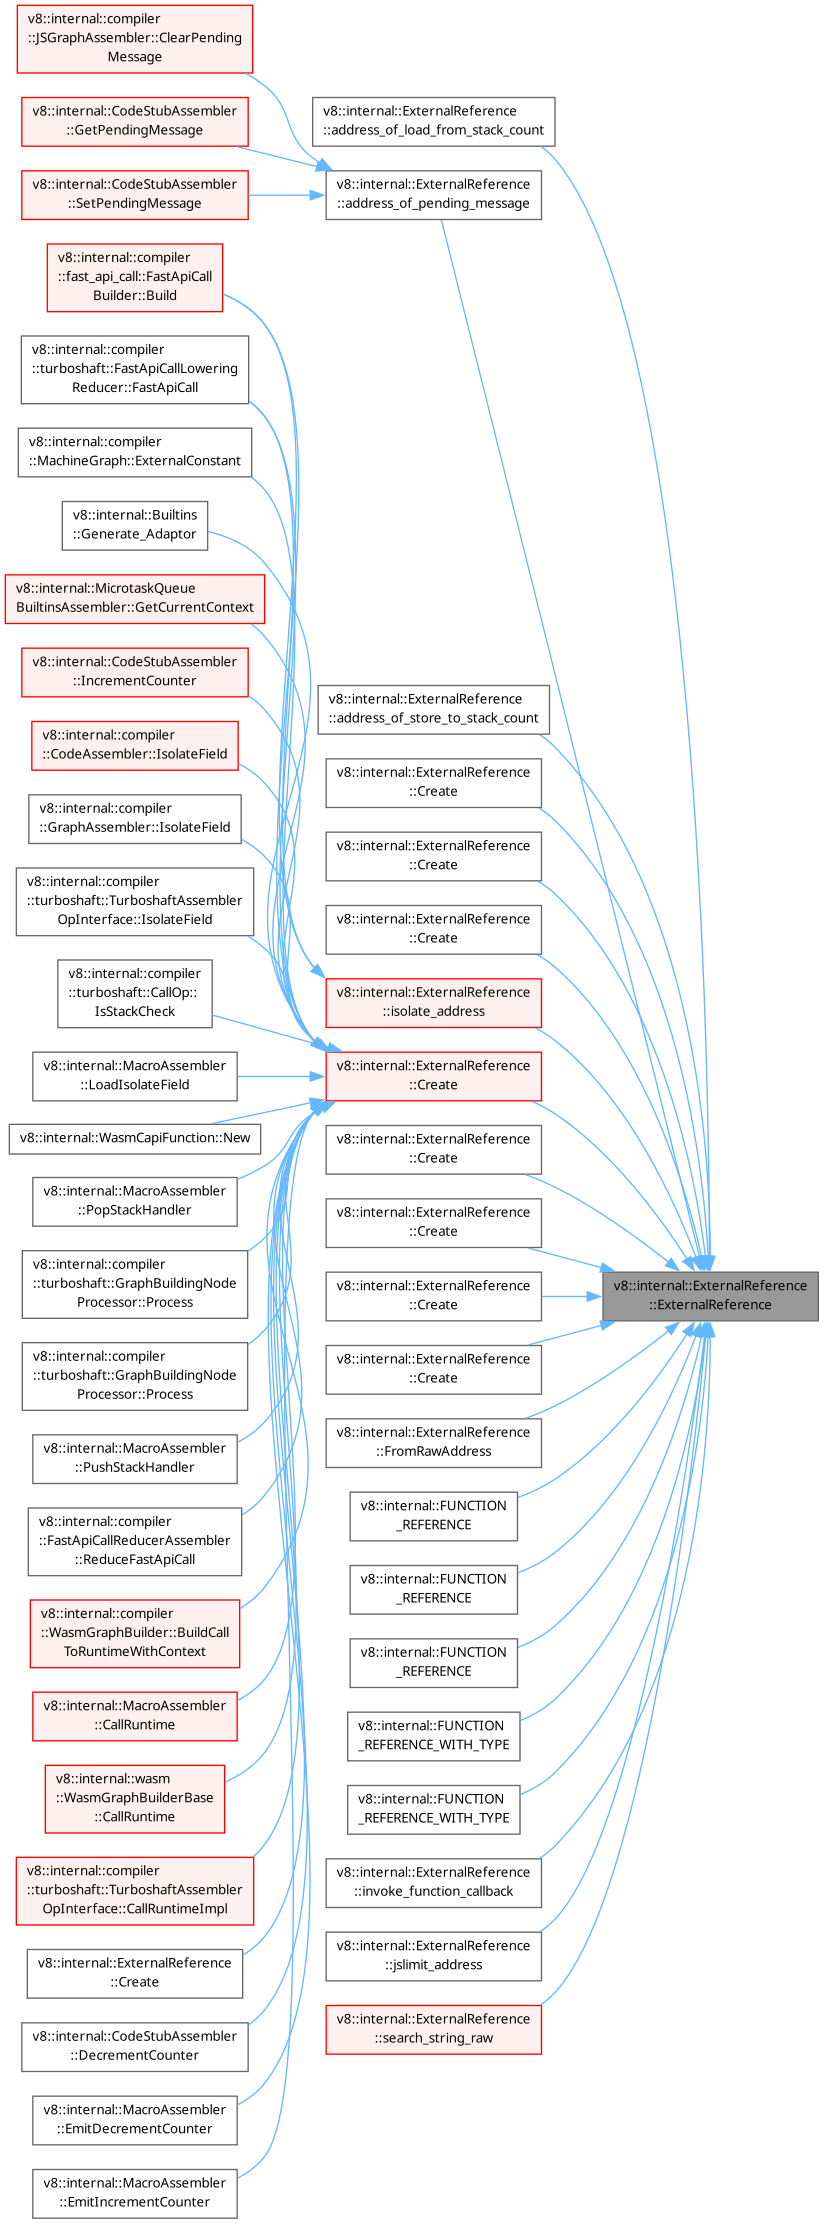 v8::internal::compiler
::JSGraphAssembler::ClearPending
Message
v8::internal::CodeStubAssembler
::GetPendingMessage
v8::internal::CodeStubAssembler
::SetPendingMessage
v8::internal::compiler
::fast_api_call::FastApiCall
Builder::Build
v8::internal::compiler
::turboshaft::FastApiCallLowering
Reducer::FastApiCall
v8::internal::compiler
::MachineGraph::ExternalConstant
v8::internal::Builtins
::Generate_Adaptor
v8::internal::MicrotaskQueue
BuiltinsAssembler::GetCurrentContext
v8::internal::CodeStubAssembler
::IncrementCounter
v8::internal::compiler
::CodeAssembler::IsolateField
v8::internal::compiler
::GraphAssembler::IsolateField
v8::internal::compiler
::turboshaft::TurboshaftAssembler
OpInterface::IsolateField
v8::internal::compiler
::turboshaft::CallOp::
IsStackCheck
v8::internal::MacroAssembler
::LoadIsolateField
v8::internal::WasmCapiFunction::New
v8::internal::MacroAssembler
::PopStackHandler
v8::internal::compiler
::turboshaft::GraphBuildingNode
Processor::Process
v8::internal::compiler
::turboshaft::GraphBuildingNode
Processor::Process
v8::internal::MacroAssembler
::PushStackHandler
v8::internal::compiler
::FastApiCallReducerAssembler
::ReduceFastApiCall
v8::internal::compiler
::WasmGraphBuilder::BuildCall
ToRuntimeWithContext
v8::internal::MacroAssembler
::CallRuntime
v8::internal::wasm
::WasmGraphBuilderBase
::CallRuntime
v8::internal::compiler
::turboshaft::TurboshaftAssembler
OpInterface::CallRuntimeImpl
v8::internal::ExternalReference
::Create
v8::internal::CodeStubAssembler
::DecrementCounter
v8::internal::MacroAssembler
::EmitDecrementCounter
v8::internal::MacroAssembler
::EmitIncrementCounter
v8::internal::ExternalReference
::address_of_load_from_stack_count
v8::internal::ExternalReference
::address_of_pending_message
v8::internal::ExternalReference
::address_of_store_to_stack_count
v8::internal::ExternalReference
::Create
v8::internal::ExternalReference
::Create
v8::internal::ExternalReference
::Create
v8::internal::ExternalReference
::isolate_address
v8::internal::ExternalReference
::Create
v8::internal::ExternalReference
::Create
v8::internal::ExternalReference
::Create
v8::internal::ExternalReference
::Create
v8::internal::ExternalReference
::Create
v8::internal::ExternalReference
::FromRawAddress
v8::internal::FUNCTION
_REFERENCE
v8::internal::FUNCTION
_REFERENCE
v8::internal::FUNCTION
_REFERENCE
v8::internal::FUNCTION
_REFERENCE_WITH_TYPE
v8::internal::FUNCTION
_REFERENCE_WITH_TYPE
v8::internal::ExternalReference
::invoke_function_callback
v8::internal::ExternalReference
::jslimit_address
v8::internal::ExternalReference
::search_string_raw
v8::internal::ExternalReference
::ExternalReference